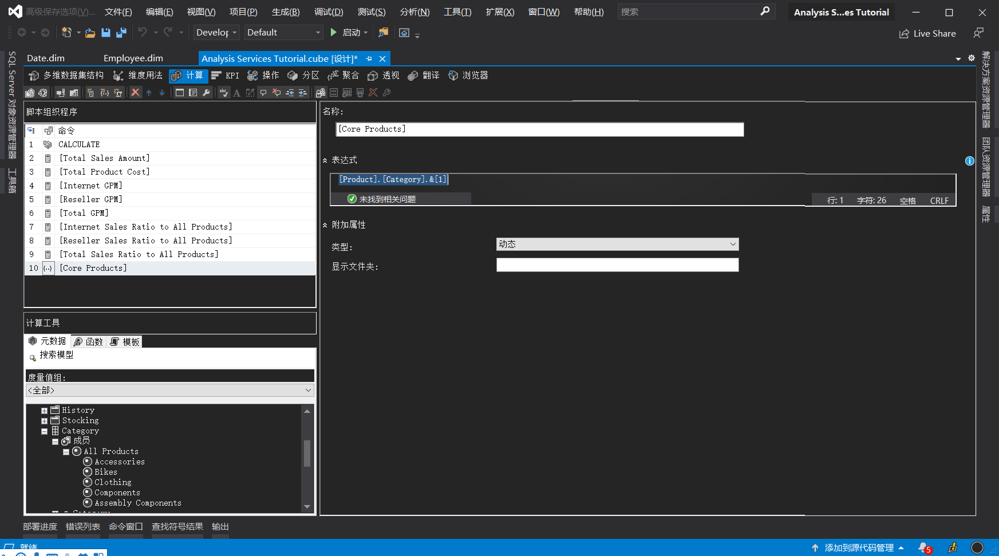 高级保存选项(V)... 文件(F) 编辑(E) 视图(V) 项目(P) 生成(B) 调试(D) 测试(S) 分析(N) 工具(T) 扩展(X) 窗口(W) 帮助(H) 搜索 Analysis S...es Tutorial
Develop Default 启动 Live Share
Date.dim Employee.dim Analysis Services Tutorial.cube [设计]*
多维数据集结构 维度用法 计算 KPI 操作 分区 聚合 透视 翻译 浏览器
SQL Server 对象资源管理器
工具箱
脚本组织程序
命令
1 CALCULATE
2 [Total Sales Amount]
3 [Total Product Cost]
4 [Internet GPM]
5 [Reseller GPM]
6 [Total GPM]
7 [Internet Sales Ratio to All Products]
8 [Reseller Sales Ratio to All Products]
9 [Total Sales Ratio to All Products]
10 [Core Products]
计算工具
元数据 函数 模板
搜索模型
度量值组:
<全部>
History
Stocking
Category
成员
All Products
Accessories
Bikes
Clothing
Components
Assembly Components
名称:
[Core Products]
表达式
[Product].[Category].&[1]
未找到相关问题 行: 1 字符: 26 空格 CRLF
附加属性
类型: 动态
显示文件夹:
解决方案资源管理器
团队资源管理器
属性
部署进度 错误列表 命令窗口 查找符号结果 输出
就绪 添加到源代码管理 5